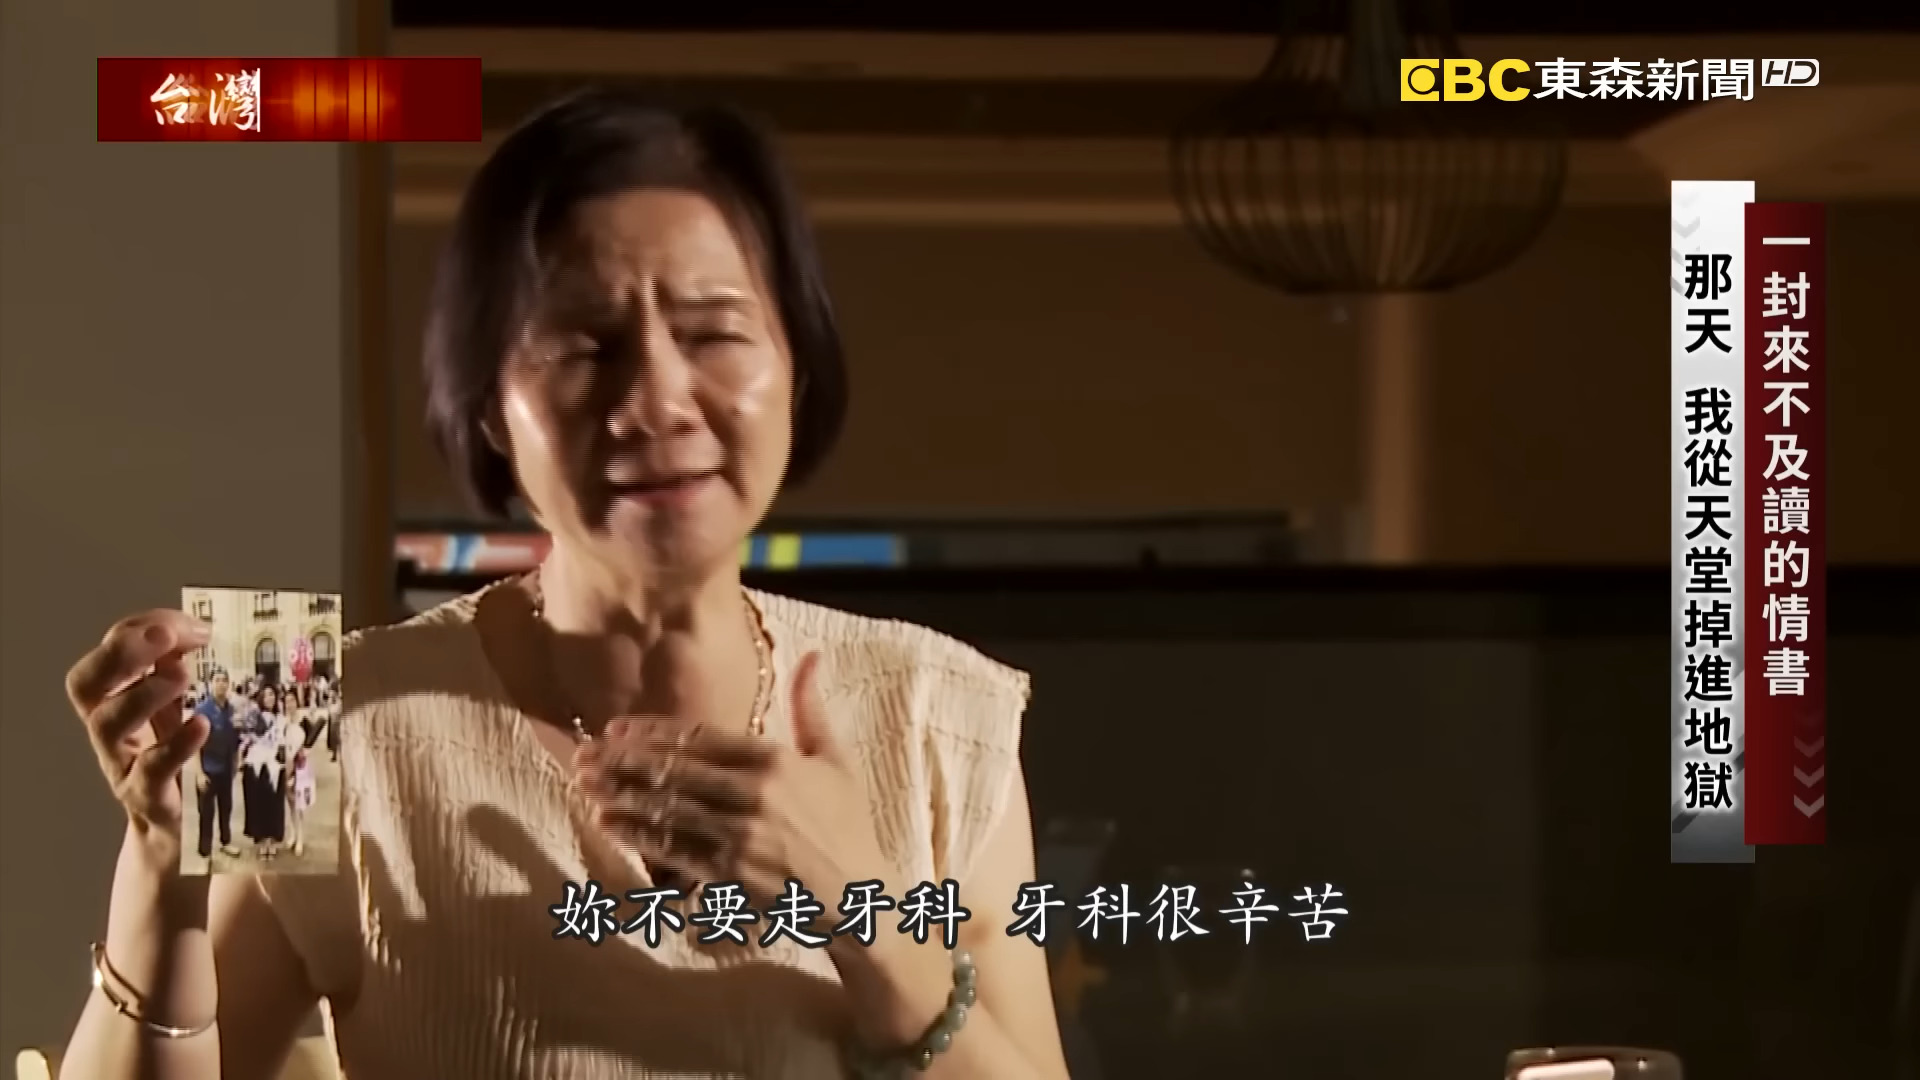 台灣
EBC東森新聞HD
一封來不及讀的情書
那天 我從天堂掉進地獄
妳不要走牙科 牙科很辛苦